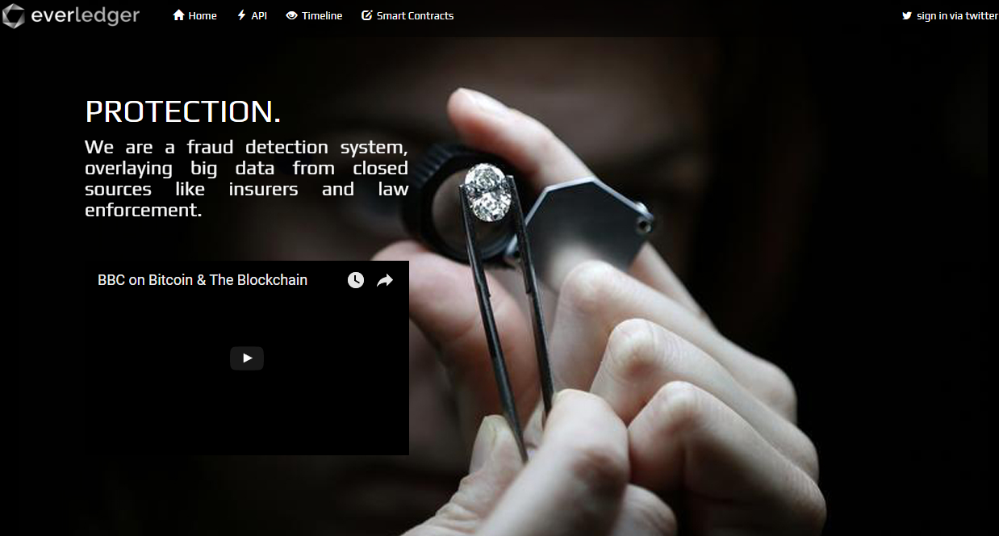 everledger Home API Timeline Smart Contracts sign in via twitter
PROTECTION.
We are a fraud detection system,
overlaying big data from closed
sources like insurers and law
enforcement.
BBC on Bitcoin & The Blockchain